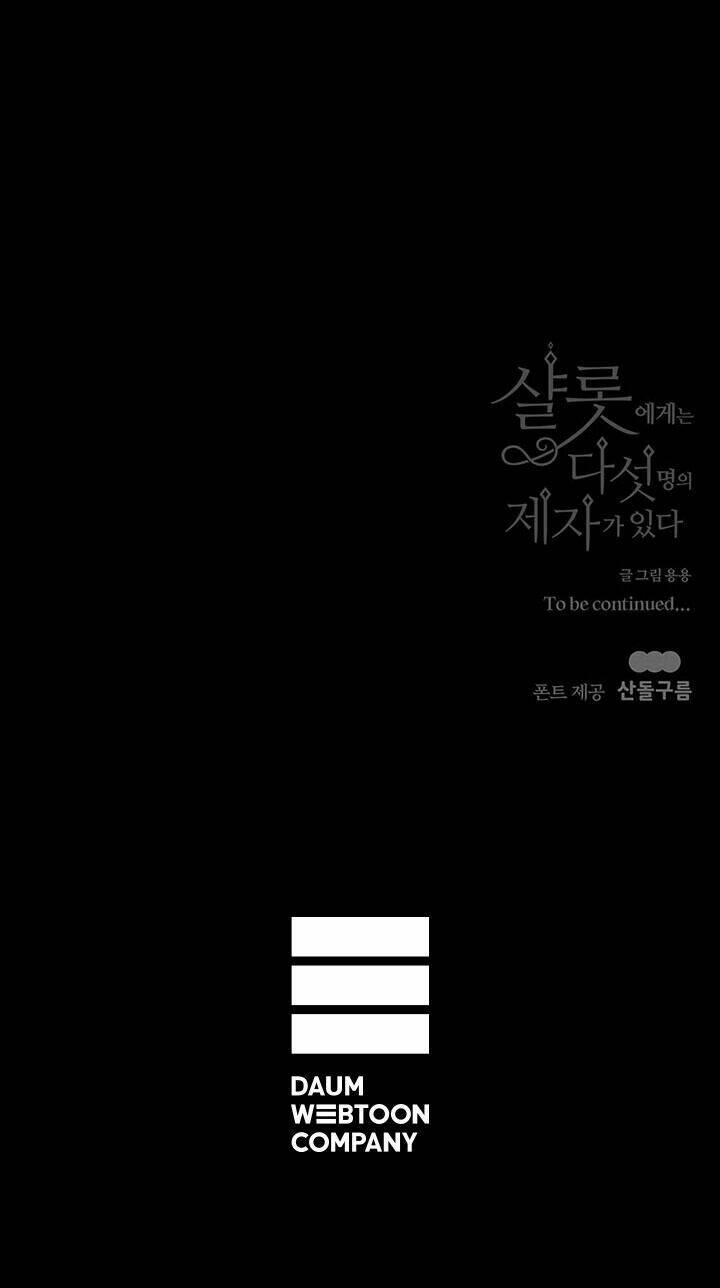 샬롯에게는
다섯명의
제자가 있다
글 그림 용용
To be continued...
폰트 제공 산돌구름
DAUM
WEBTOON
COMPANY